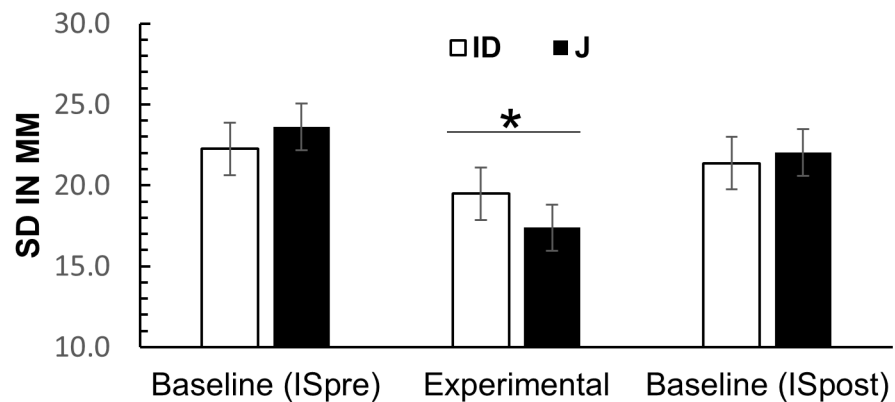 30.0
25.0
20.0
15.0
10.0
SD IN MM
ID J
*
Baseline (ISpre) Experimental Baseline (ISpost)